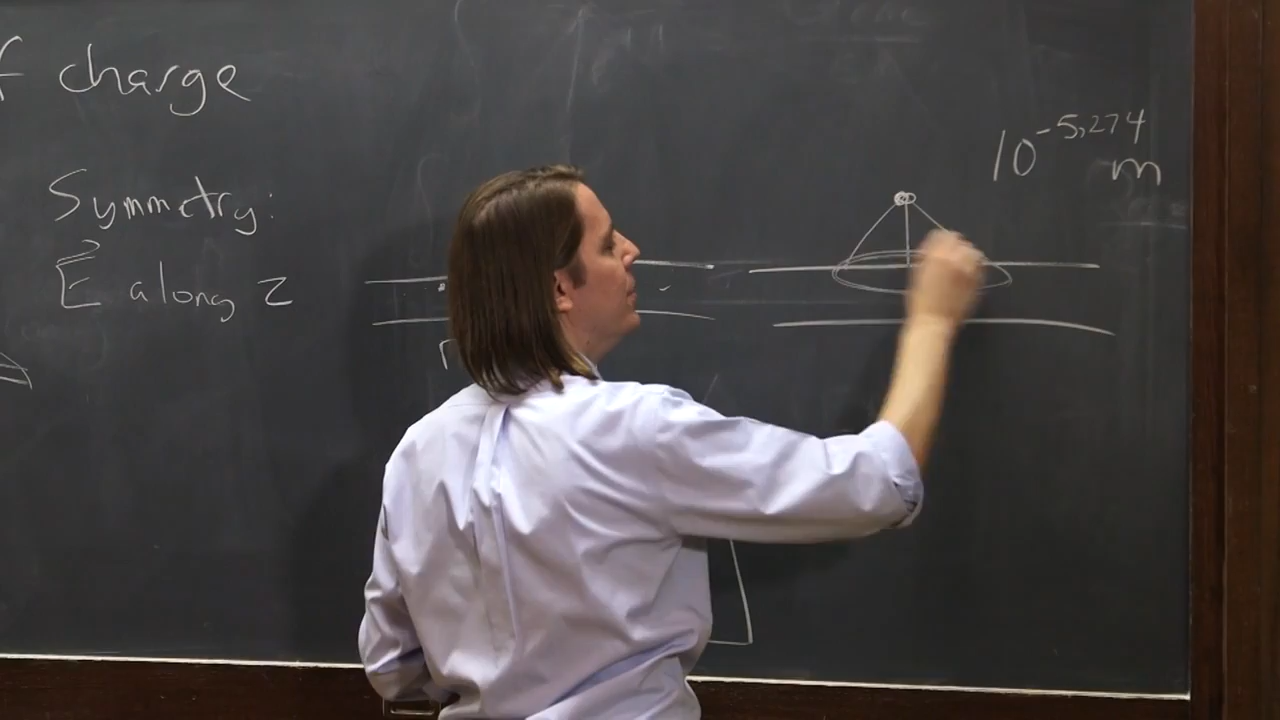 f charge
10^-5,274 m
Symmetry:
E⃗ along z